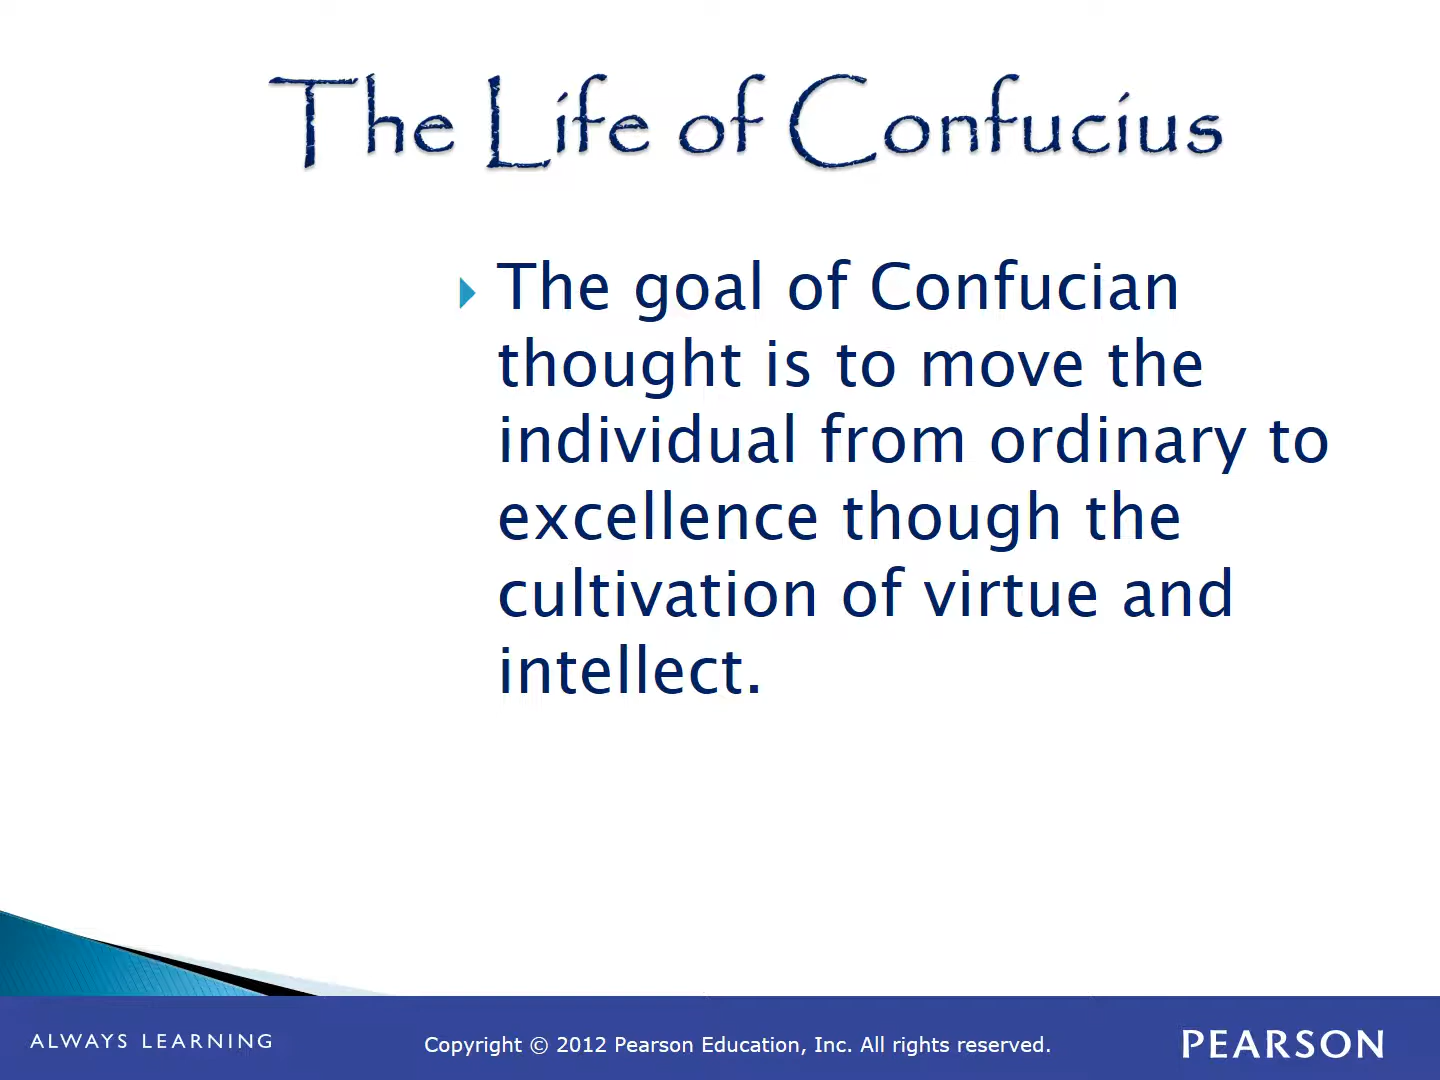 The Life of Confucius
The goal of Confucian
thought is to move the
individual from ordinary to
excellence though the
cultivation of virtue and
intellect.
ALWAYS LEARNING
Copyright © 2012 Pearson Education, Inc. All rights reserved.
PEARSON